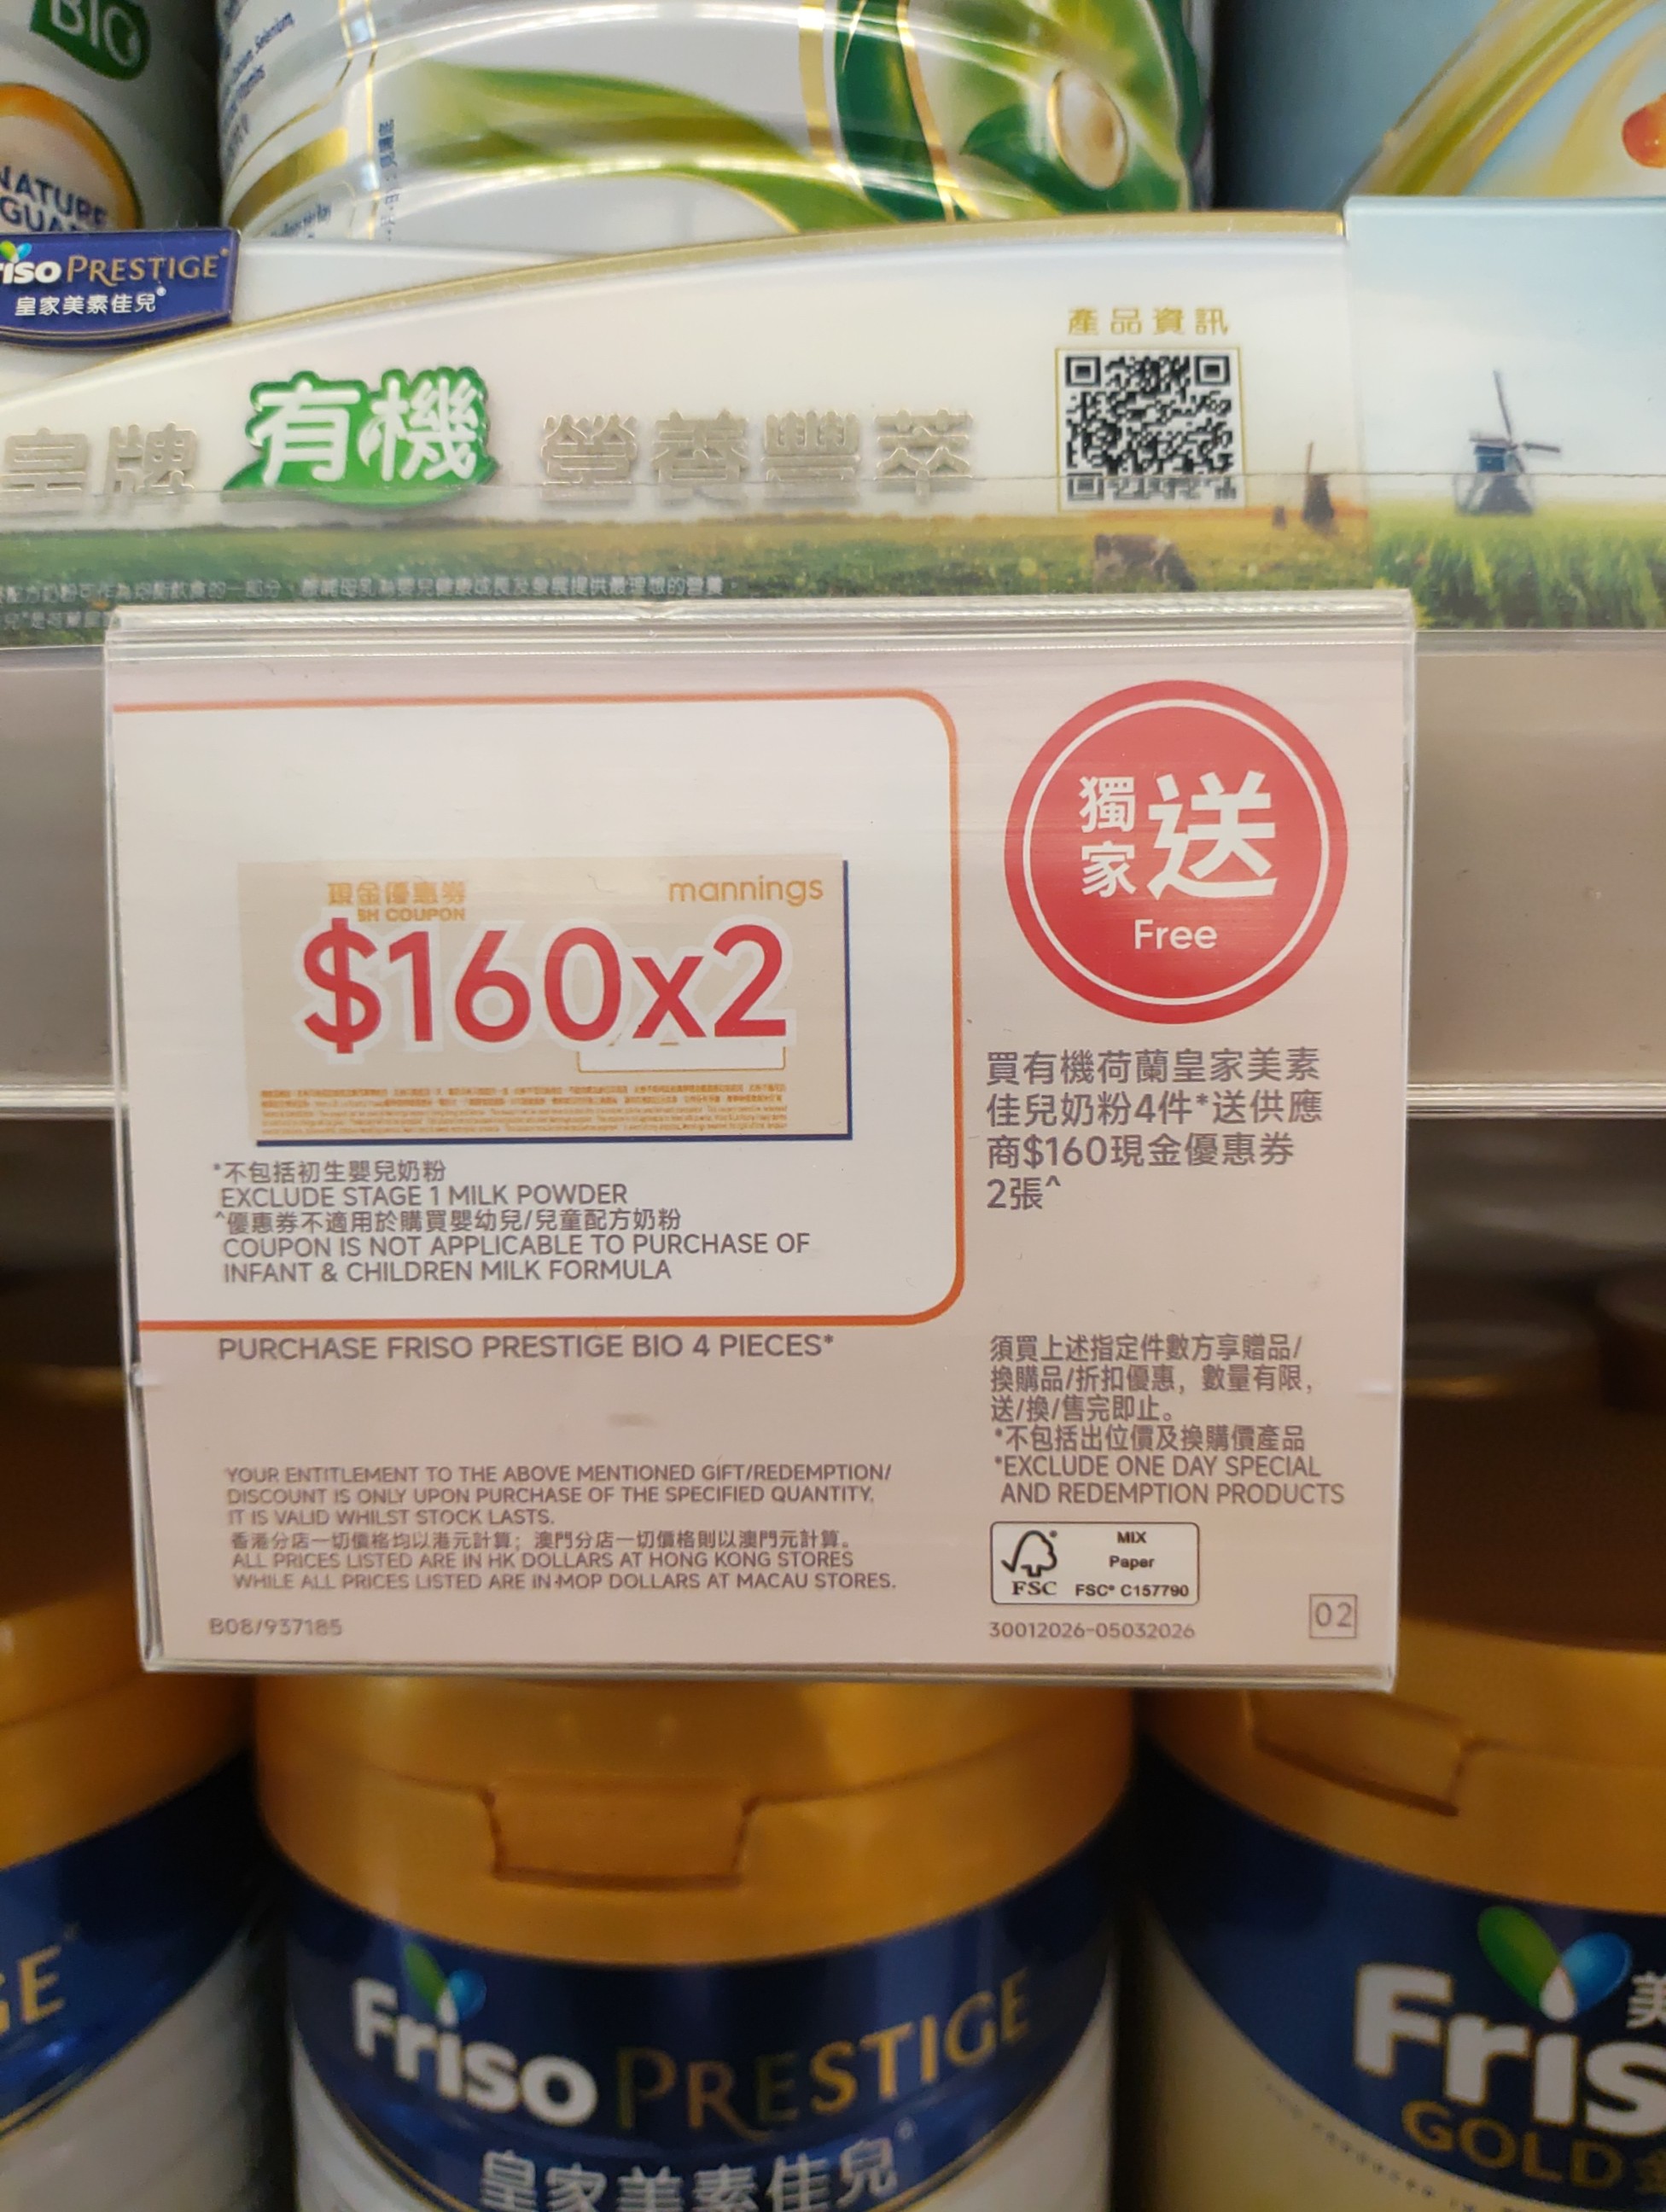 BIO
Selenium,
NATURE
PRESTIGE
皇家美素佳兒®
產品資訊
皇牌 有機 營養豐萃
獨家送
Free
現金優惠券
SH COUPON
mannings
$160x2
買有機荷蘭皇家美素
佳兒奶粉4件*送供應
商$160現金優惠券
2張^
*不包括初生嬰兒奶粉
EXCLUDE STAGE 1 MILK POWDER
^優惠券不適用於購買嬰幼兒/兒童配方奶粉
COUPON IS NOT APPLICABLE TO PURCHASE OF
INFANT & CHILDREN MILK FORMULA
PURCHASE FRISO PRESTIGE BIO 4 PIECES*
須買上述指定件數方享贈品/
換購品/折扣優惠，數量有限，
送/換/售完即止。
*不包括出位價及換購價產品
*EXCLUDE ONE DAY SPECIAL
AND REDEMPTION PRODUCTS
YOUR ENTITLEMENT TO THE ABOVE MENTIONED GIFT/REDEMPTION/
DISCOUNT IS ONLY UPON PURCHASE OF THE SPECIFIED QUANTITY,
IT IS VALID WHILST STOCK LASTS.
香港分店一切價格均以港元計算；澳門分店一切價格則以澳門元計算。
ALL PRICES LISTED ARE IN HK DOLLARS AT HONG KONG STORES
WHILE ALL PRICES LISTED ARE IN MOP DOLLARS AT MACAU STORES.
FSC®
MIX
Paper
FSC® C157790
B08/937185
30012026-05032026
02
Friso PRESTIGE
皇家美素佳兒®
GOLD